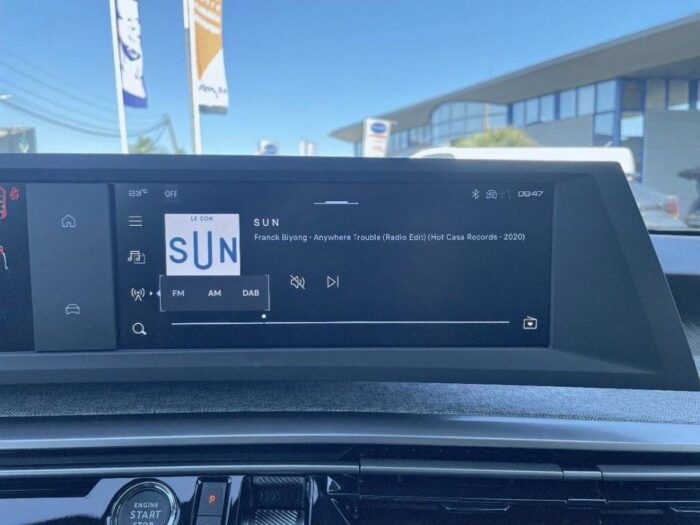 23°C OFF 09:47
LE SON
SUN
SUN
Franck Biyong - Anywhere Trouble (Radio Edit) (Hot Casa Records - 2020)
FM AM DAB
ENGINE
START
STOP
P